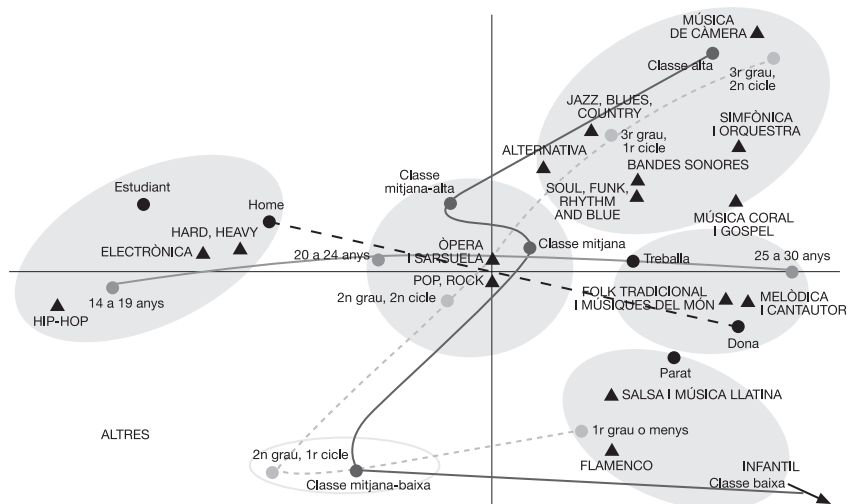 MÚSICA
DE CÀMERA
Classe alta
3r grau,
2n cicle
JAZZ, BLUES,
COUNTRY
3r grau,
1r cicle
SIMFÒNICA
I ORQUESTRA
ALTERNATIVA
BANDES SONORES
Classe
mitjana-alta
SOUL, FUNK,
RHYTHM
AND BLUE
MÚSICA CORAL
I GOSPEL
Estudiant
Home
HARD, HEAVY
ELECTRÒNICA
20 a 24 anys
ÒPERA
I SARSUELA
Classe mitjana
Treballa
25 a 30 anys
14 a 19 anys
HIP-HOP
POP, ROCK
2n grau, 2n cicle
FOLK TRADICIONAL
I MÚSIQUES DEL MÓN
MELÒDICA
I CANTAUTOR
Dona
Parat
SALSA I MÚSICA LLATINA
ALTRES
1r grau o menys
2n grau, 1r cicle
FLAMENCO
Classe mitjana-baixa
INFANTIL
Classe baixa